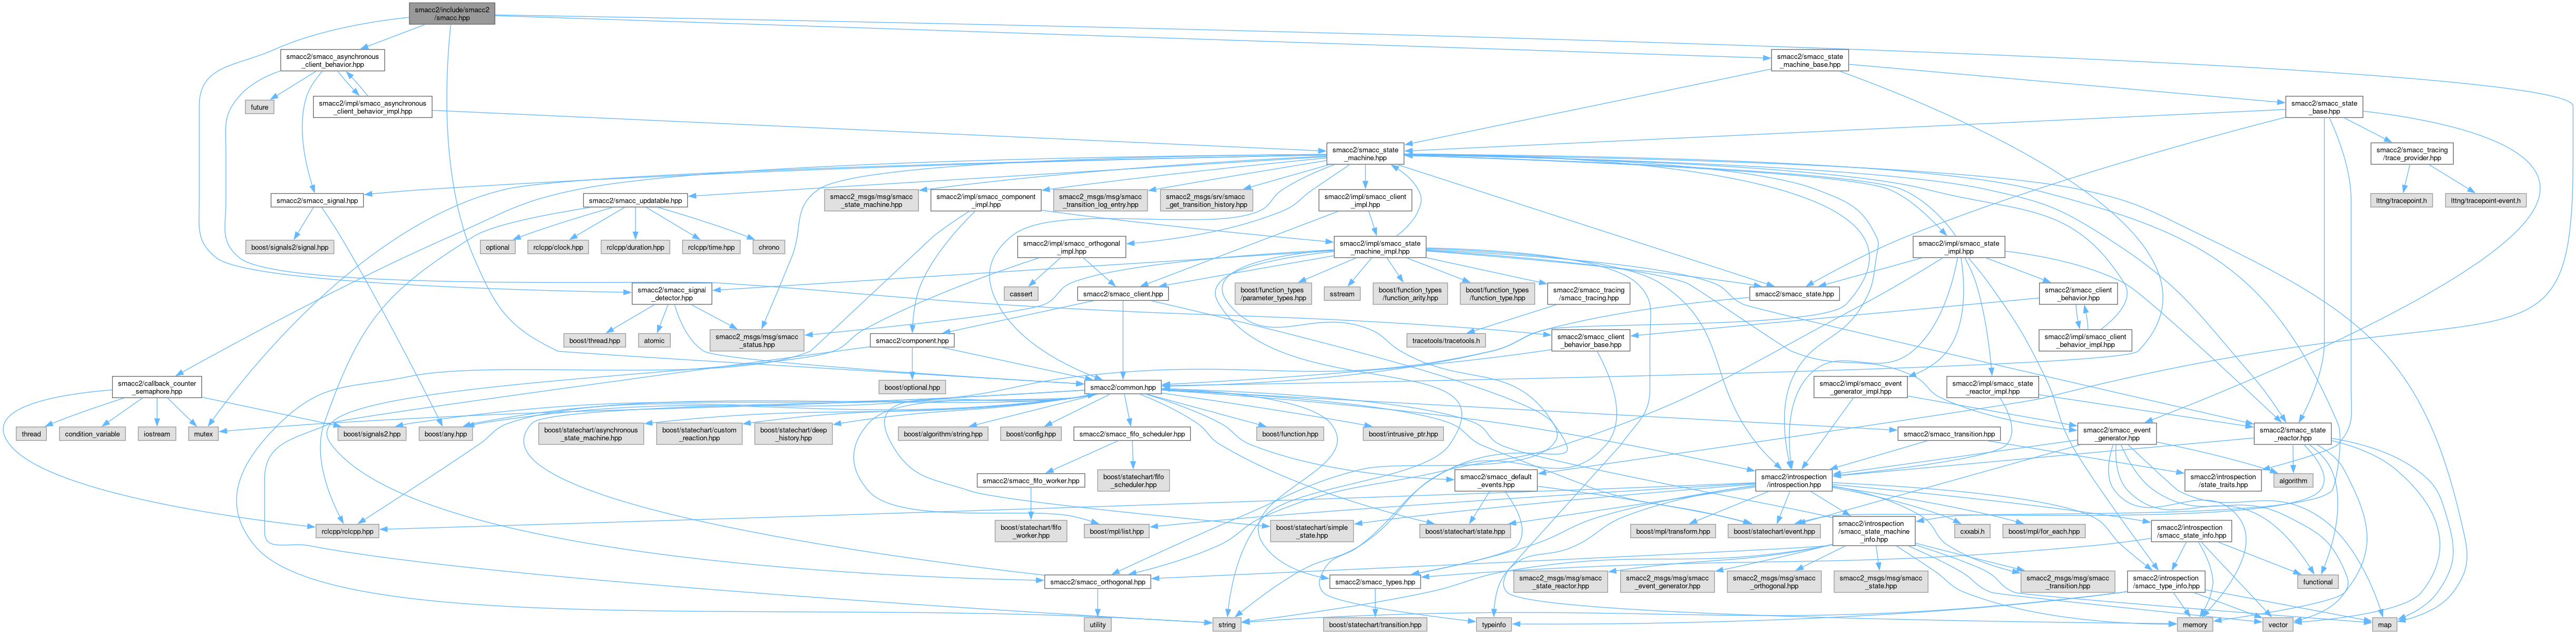 smacc2/include/smacc2
/smacc.hpp
smacc2/smacc_asynchronous
_client_behavior.hpp
smacc2/smacc_state
_machine_base.hpp
future
smacc2/impl/smacc_asynchronous
_client_behavior_impl.hpp
smacc2/smacc_state
_base.hpp
smacc2/smacc_state
_machine.hpp
smacc2/smacc_tracing
/trace_provider.hpp
smacc2/smacc_signal.hpp
smacc2/smacc_updatable.hpp
smacc2_msgs/msg/smacc
_state_machine.hpp
smacc2/impl/smacc_component
_impl.hpp
smacc2_msgs/msg/smacc
_transition_log_entry.hpp
smacc2_msgs/srv/smacc
_get_transition_history.hpp
smacc2/impl/smacc_client
_impl.hpp
lttng/tracepoint.h
lttng/tracepoint-event.h
boost/signals2/signal.hpp
optional
rclcpp/clock.hpp
rclcpp/duration.hpp
rclcpp/time.hpp
chrono
smacc2/impl/smacc_orthogonal
_impl.hpp
smacc2/impl/smacc_state
_machine_impl.hpp
smacc2/impl/smacc_state
_impl.hpp
smacc2/smacc_signal
_detector.hpp
cassert
smacc2/smacc_client.hpp
boost/function_types
/parameter_types.hpp
sstream
boost/function_types
/function_arity.hpp
boost/function_types
/function_type.hpp
smacc2/smacc_tracing
/smacc_tracing.hpp
smacc2/smacc_state.hpp
smacc2/smacc_client
_behavior.hpp
boost/thread.hpp
atomic
smacc2_msgs/msg/smacc
_status.hpp
smacc2/component.hpp
tracetools/tracetools.h
smacc2/smacc_client
_behavior_base.hpp
smacc2/impl/smacc_client
_behavior_impl.hpp
smacc2/callback_counter
_semaphore.hpp
boost/optional.hpp
smacc2/common.hpp
smacc2/impl/smacc_event
_generator_impl.hpp
smacc2/impl/smacc_state
_reactor_impl.hpp
thread
condition_variable
iostream
mutex
boost/signals2.hpp
boost/any.hpp
boost/statechart/asynchronous
_state_machine.hpp
boost/statechart/custom
_reaction.hpp
boost/statechart/deep
_history.hpp
boost/algorithm/string.hpp
boost/config.hpp
smacc2/smacc_fifo_scheduler.hpp
boost/function.hpp
boost/intrusive_ptr.hpp
smacc2/smacc_transition.hpp
smacc2/smacc_event
_generator.hpp
smacc2/smacc_state
_reactor.hpp
smacc2/smacc_fifo_worker.hpp
boost/statechart/fifo
_scheduler.hpp
smacc2/smacc_default
_events.hpp
smacc2/introspection
/introspection.hpp
smacc2/introspection
/state_traits.hpp
algorithm
rclcpp/rclcpp.hpp
boost/statechart/fifo
_worker.hpp
boost/mpl/list.hpp
boost/statechart/simple
_state.hpp
boost/statechart/state.hpp
boost/mpl/transform.hpp
boost/statechart/event.hpp
smacc2/introspection
/smacc_state_machine
_info.hpp
cxxabi.h
boost/mpl/for_each.hpp
smacc2/introspection
/smacc_state_info.hpp
smacc2/smacc_orthogonal.hpp
smacc2/smacc_types.hpp
smacc2_msgs/msg/smacc
_state_reactor.hpp
smacc2_msgs/msg/smacc
_event_generator.hpp
smacc2_msgs/msg/smacc
_orthogonal.hpp
smacc2_msgs/msg/smacc
_state.hpp
smacc2_msgs/msg/smacc
_transition.hpp
smacc2/introspection
/smacc_type_info.hpp
functional
utility
string
boost/statechart/transition.hpp
typeinfo
memory
vector
map